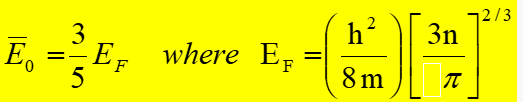 E̅₀ = 3/5 E_F where E_F = (h²/8m) [3n/π]^2/3